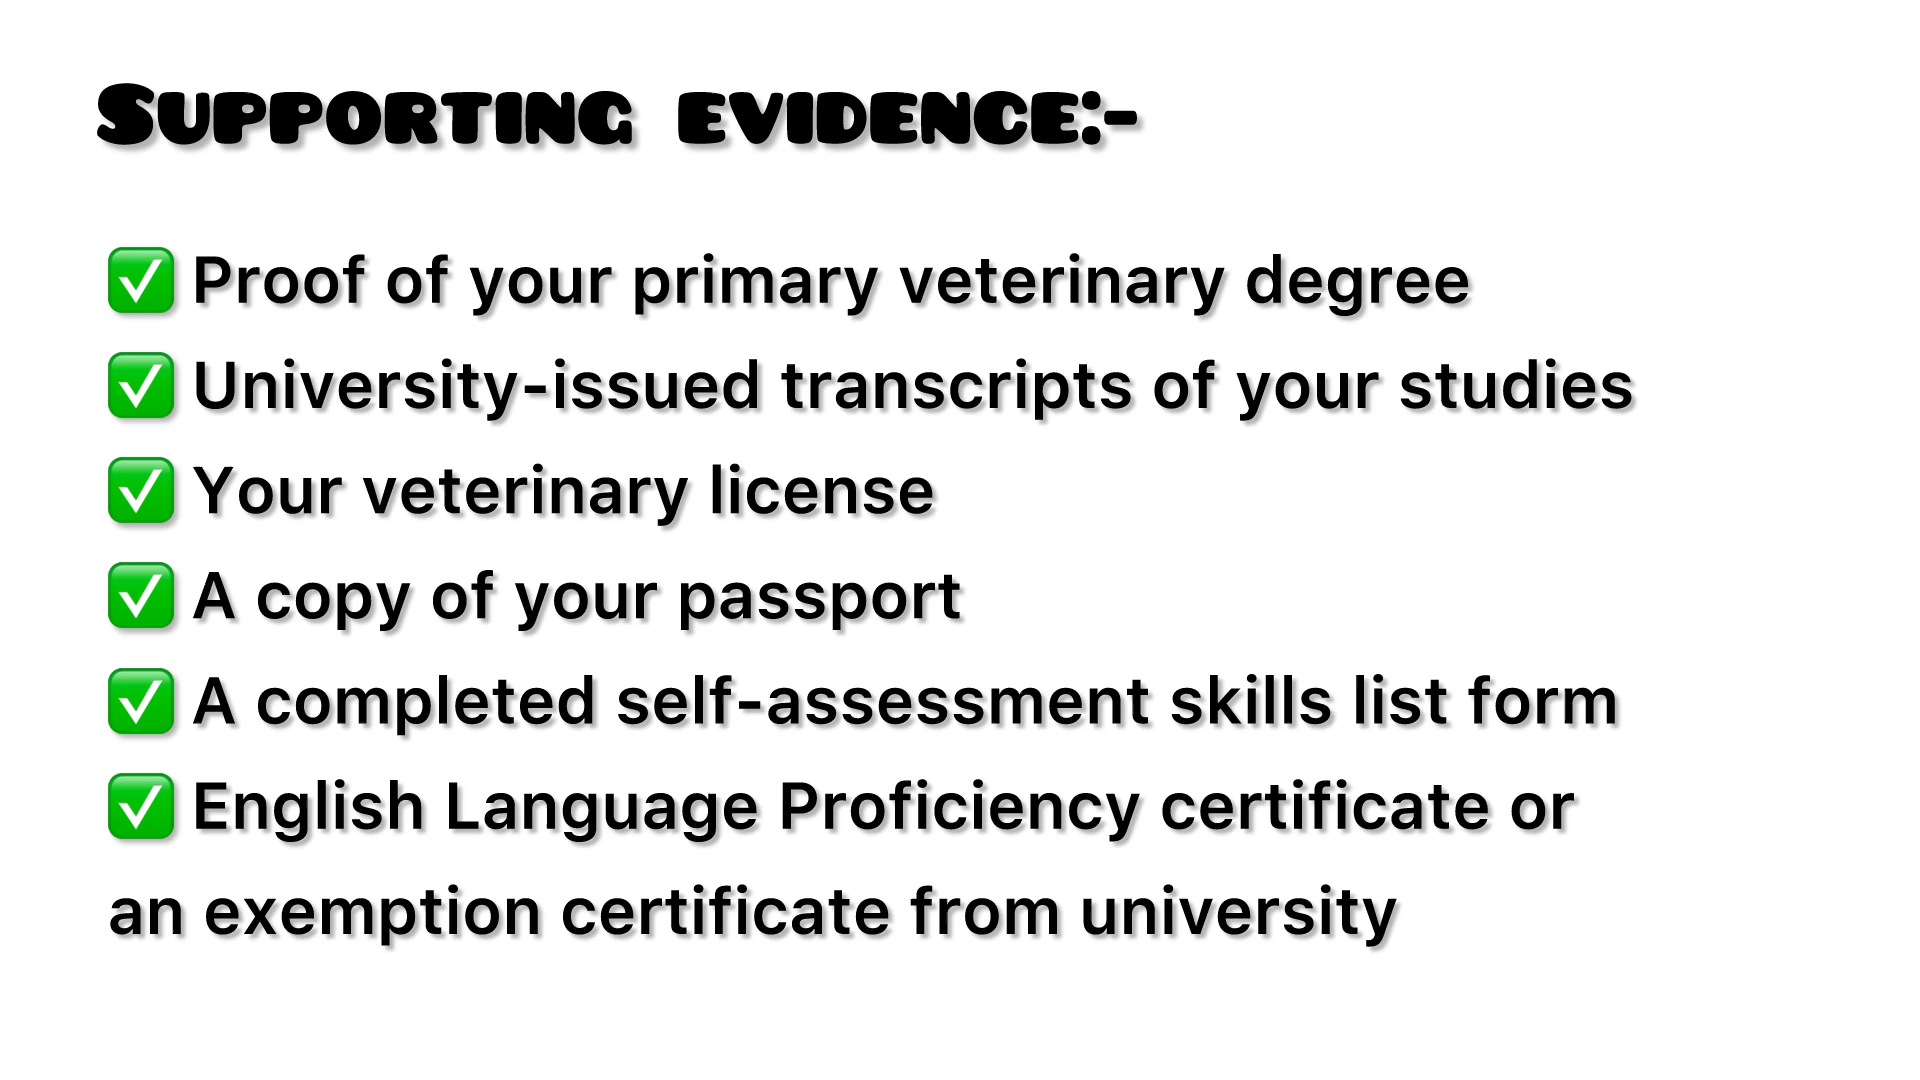 Supporting evidence:-
✅ Proof of your primary veterinary degree
✅ University-issued transcripts of your studies
✅ Your veterinary license
✅ A copy of your passport
✅ A completed self-assessment skills list form
✅ English Language Proficiency certificate or
an exemption certificate from university